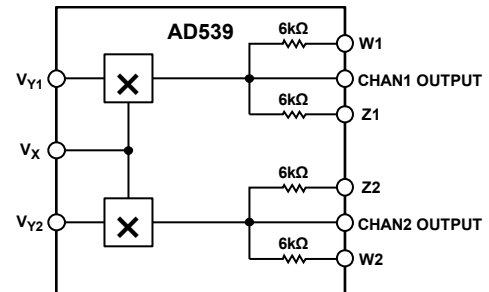 AD539
6kΩ
W1
VY1
CHAN1 OUTPUT
6kΩ
Z1
VX
6kΩ
Z2
VY2
CHAN2 OUTPUT
6kΩ
W2